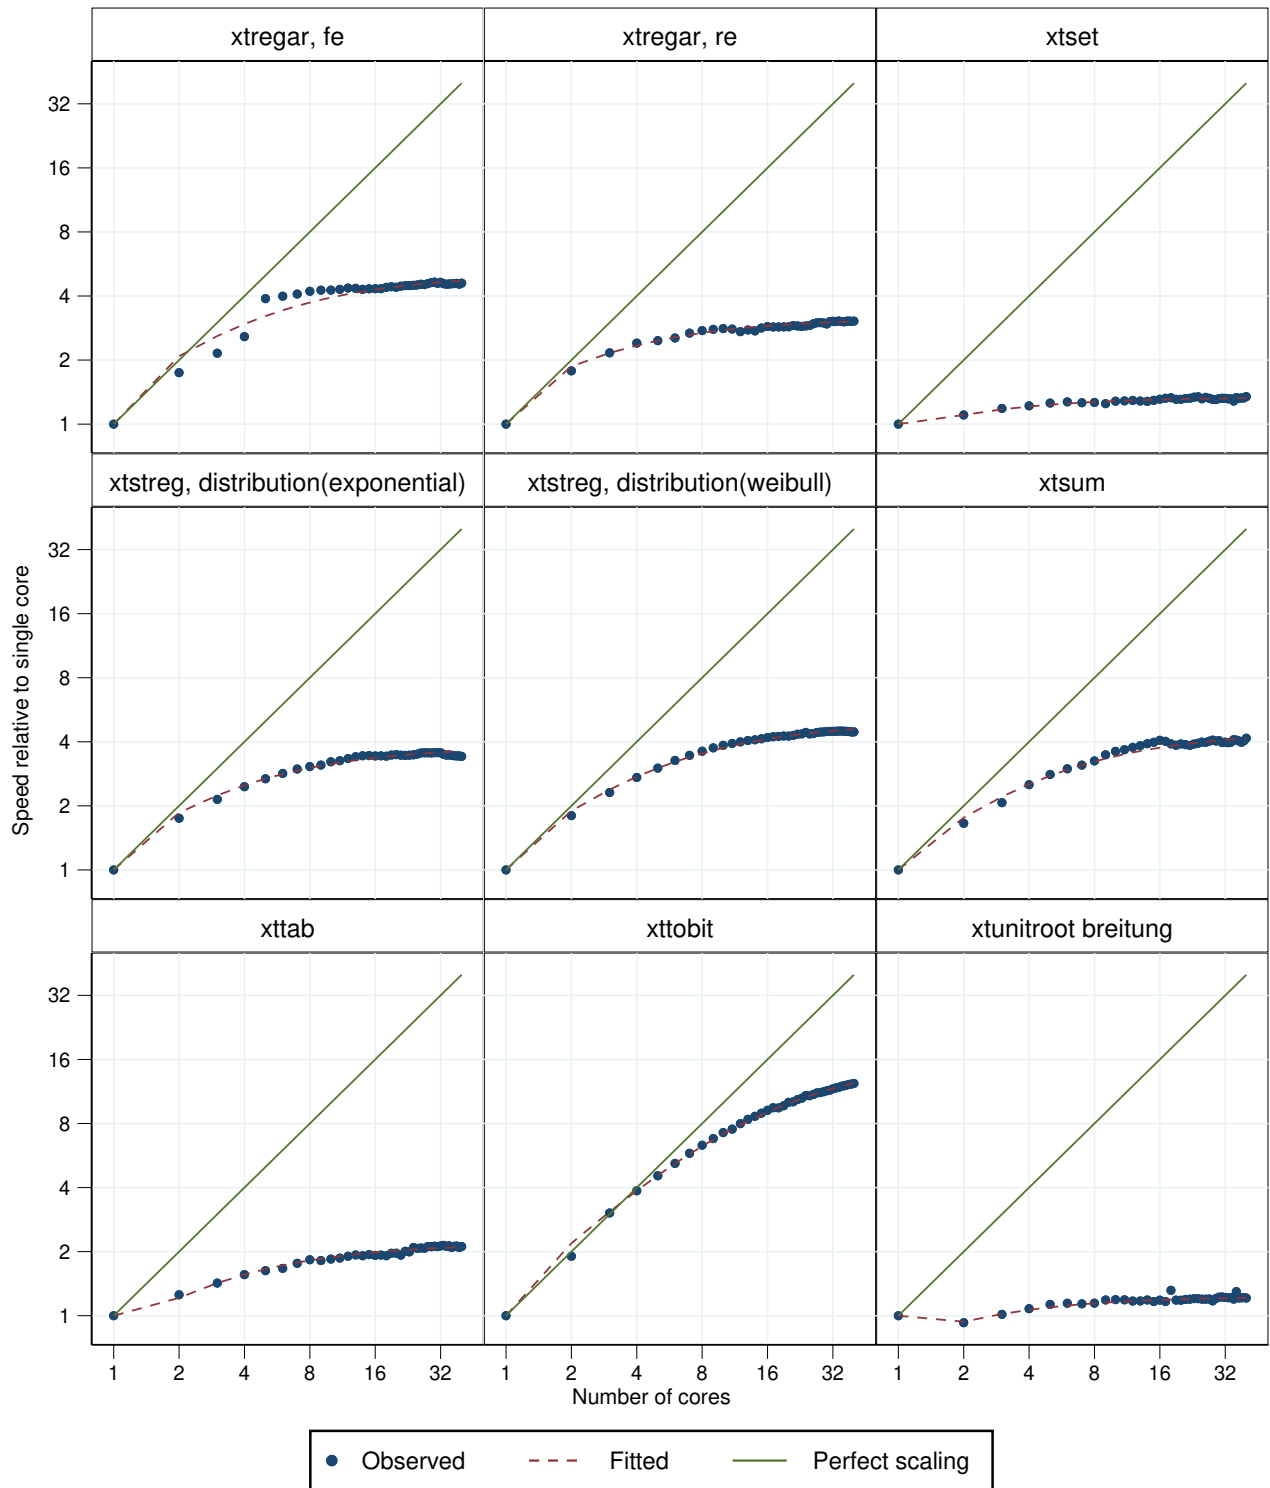 xtregar, fe
xtregar, re
xtset
32
16
8
4
2
1
xtstreg, distribution(exponential)
xtstreg, distribution(weibull)
xtsum
32
16
8
4
2
1
Speed relative to single core
xttab
xttobit
xtunitroot breitung
32
16
8
4
2
1
1 2 4 8 16 32
1 2 4 8 16 32
1 2 4 8 16 32
Number of cores
Observed
Fitted
Perfect scaling